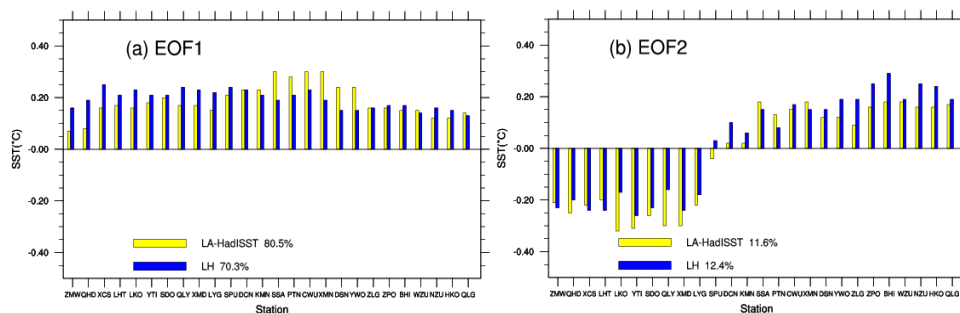 (a) EOF1
0.40
0.20
-0.00
-0.20
-0.40
SST(°C)
LA-HadISST 80.5%
LH 70.3%
ZMW QHD XCS LHT LKO YTI SDO QLY XMD LYG SPU DCN KMN SSA PTN CWU XMN DSN YWO ZLG ZPO BHI WZU NZU HKO QLG
Station
(b) EOF2
0.40
0.20
-0.00
-0.20
-0.40
SST(°C)
LA-HadISST 11.6%
LH 12.4%
ZMW QHD XCS LHT LKO YTI SDO QLY XMD LYG SPU DCN KMN SSA PTN CWU XMN DSN YWO ZLG ZPO BHI WZU NZU HKO QLG
Station